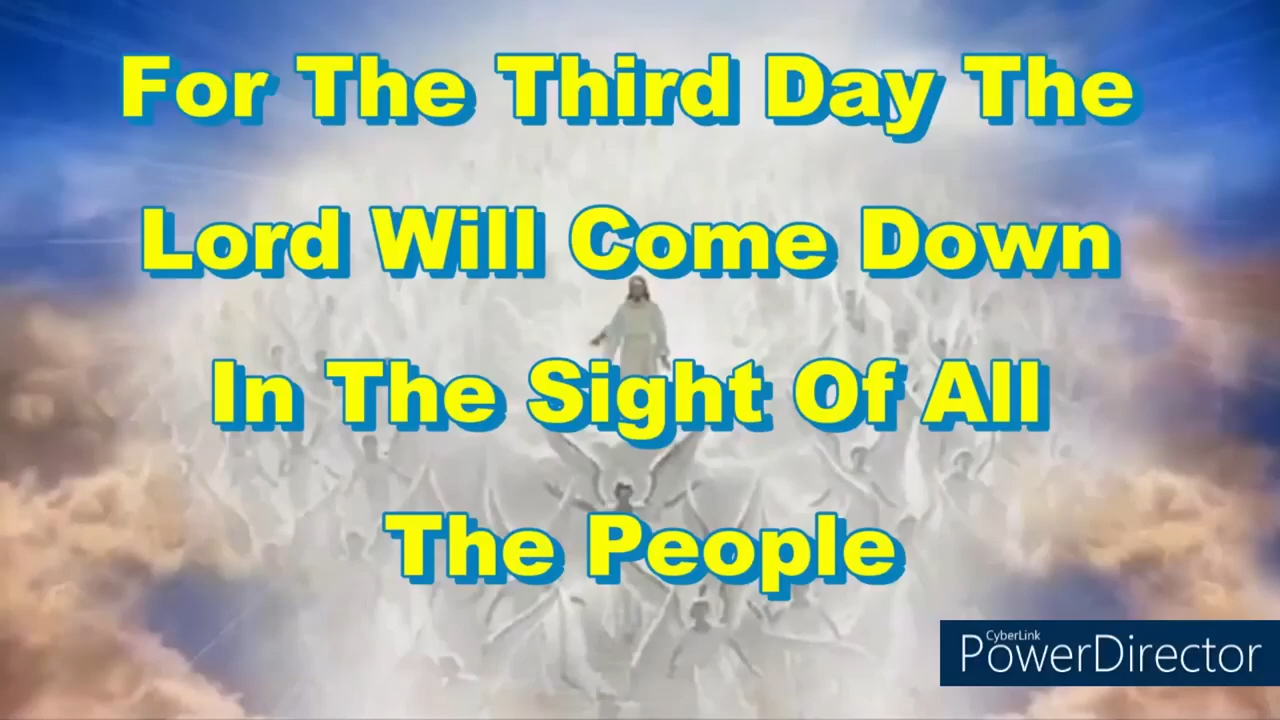 For The Third Day The
Lord Will Come Down
In The Sight Of All
The People
CyberLink
PowerDirector